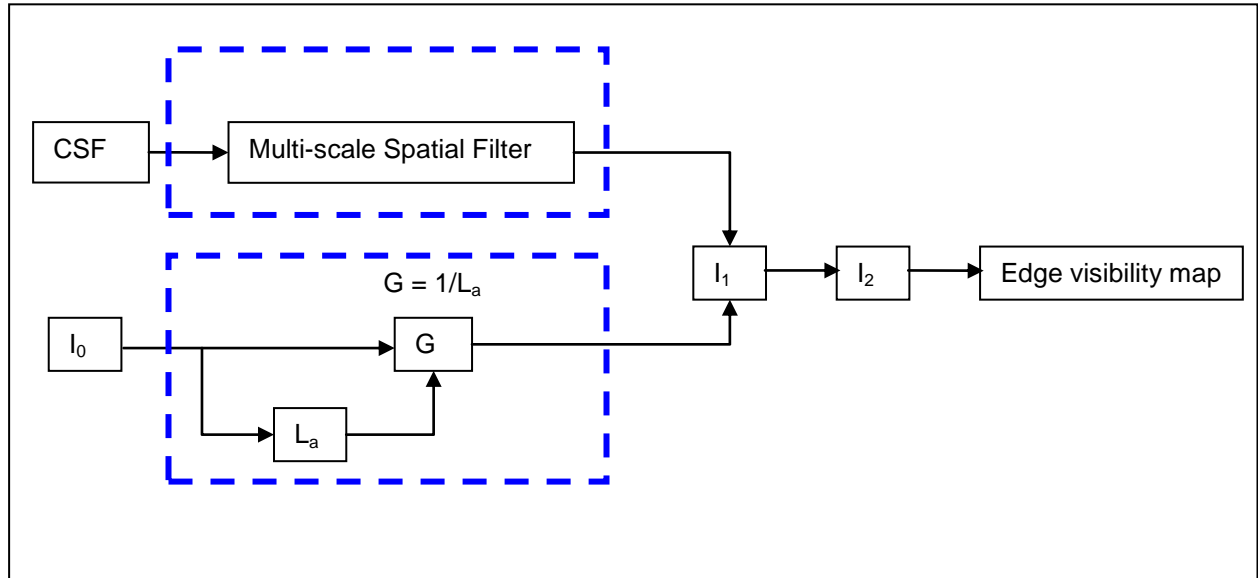 CSF
Multi-scale Spatial Filter
G = 1/Lₐ
I₀
G
Lₐ
I₁
I₂
Edge visibility map